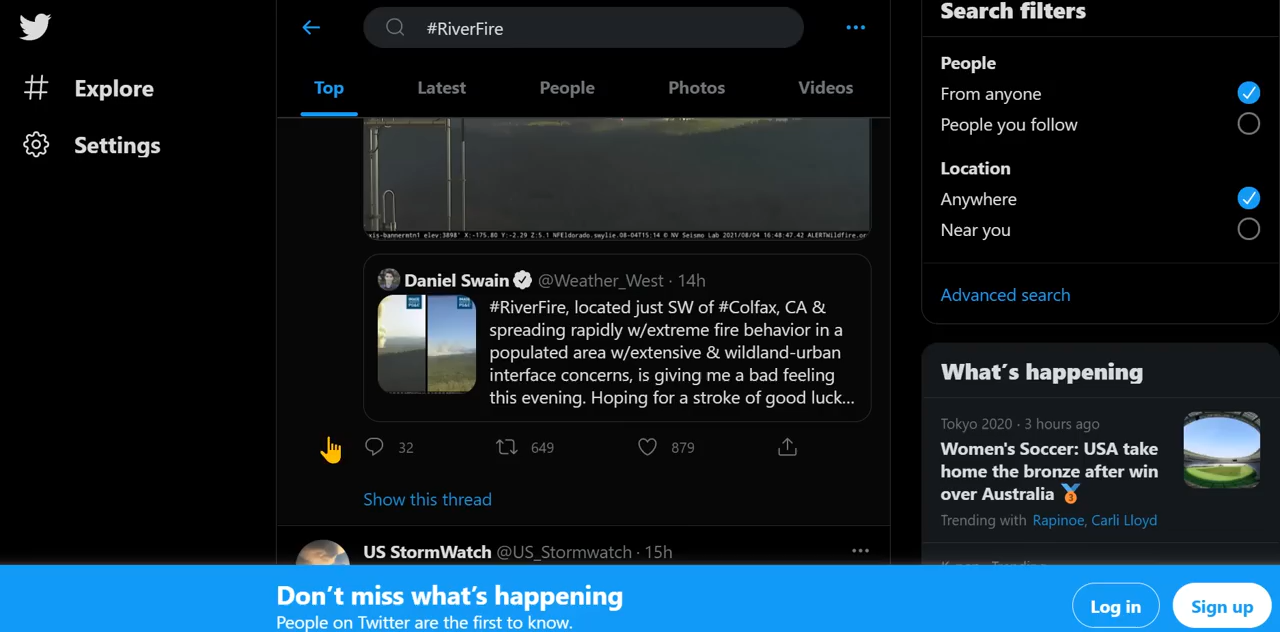 #RiverFire
Search filters
Explore
Settings
Top
Latest
People
Photos
Videos
People
From anyone
People you follow
Location
Anywhere
Near you
Advanced search
Daniel Swain @Weather_West · 14h
#RiverFire, located just SW of #Colfax, CA &
spreading rapidly w/extreme fire behavior in a
populated area w/extensive & wildland-urban
interface concerns, is giving me a bad feeling
this evening. Hoping for a stroke of good luck...
32
649
879
Show this thread
US StormWatch @US_Stormwatch · 15h
What's happening
Tokyo 2020 · 3 hours ago
Women's Soccer: USA take
home the bronze after win
over Australia 🥉
Trending with Rapinoe, Carli Lloyd
Don't miss what's happening
People on Twitter are the first to know.
Log in
Sign up